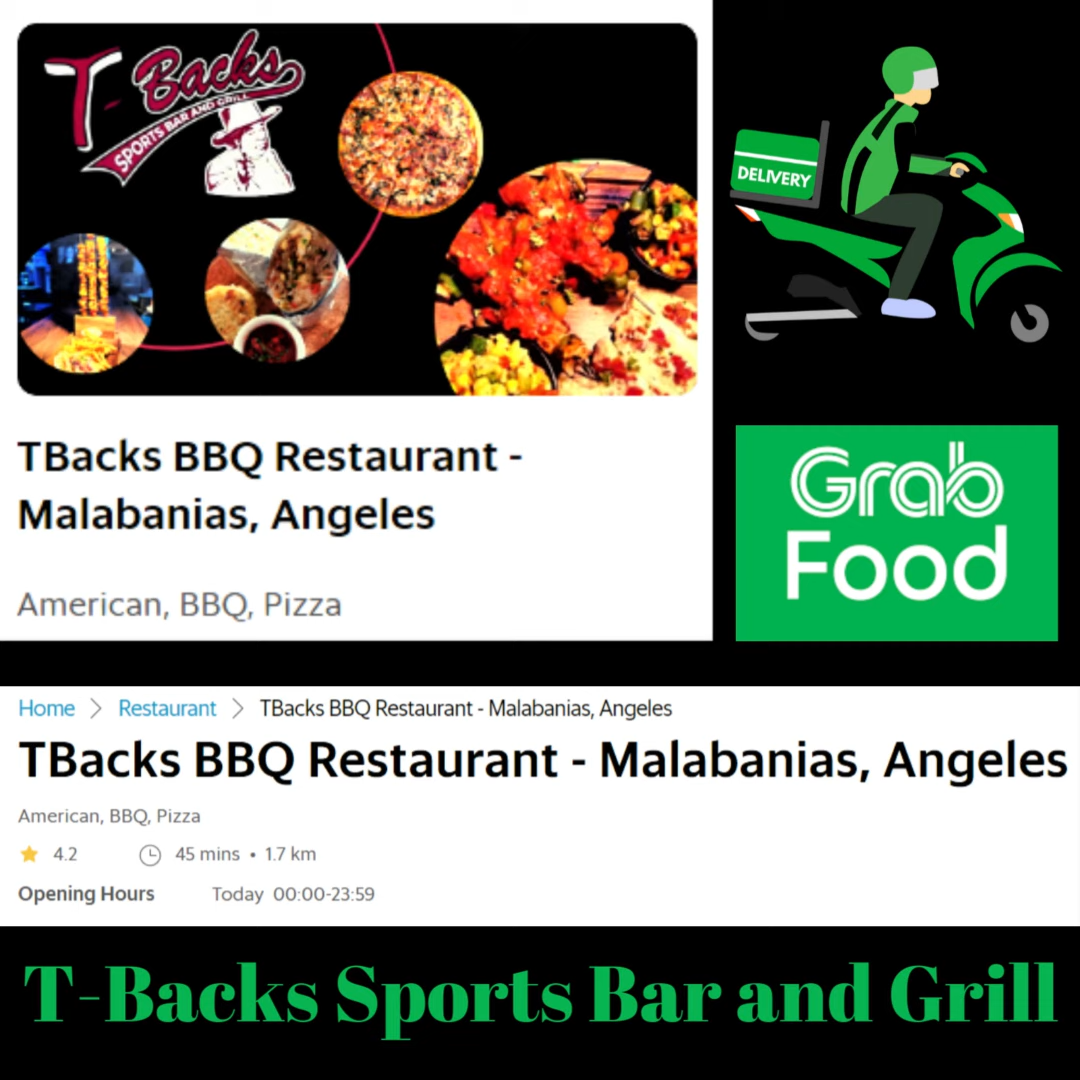 T-Backs
SPORTS BAR AND GRILL
DELIVERY
TBacks BBQ Restaurant -
Malabanias, Angeles
American, BBQ, Pizza
Grab
Food
Home > Restaurant > TBacks BBQ Restaurant - Malabanias, Angeles
TBacks BBQ Restaurant - Malabanias, Angeles
American, BBQ, Pizza
4.2 45 mins • 1.7 km
Opening Hours Today 00:00-23:59
T-Backs Sports Bar and Grill